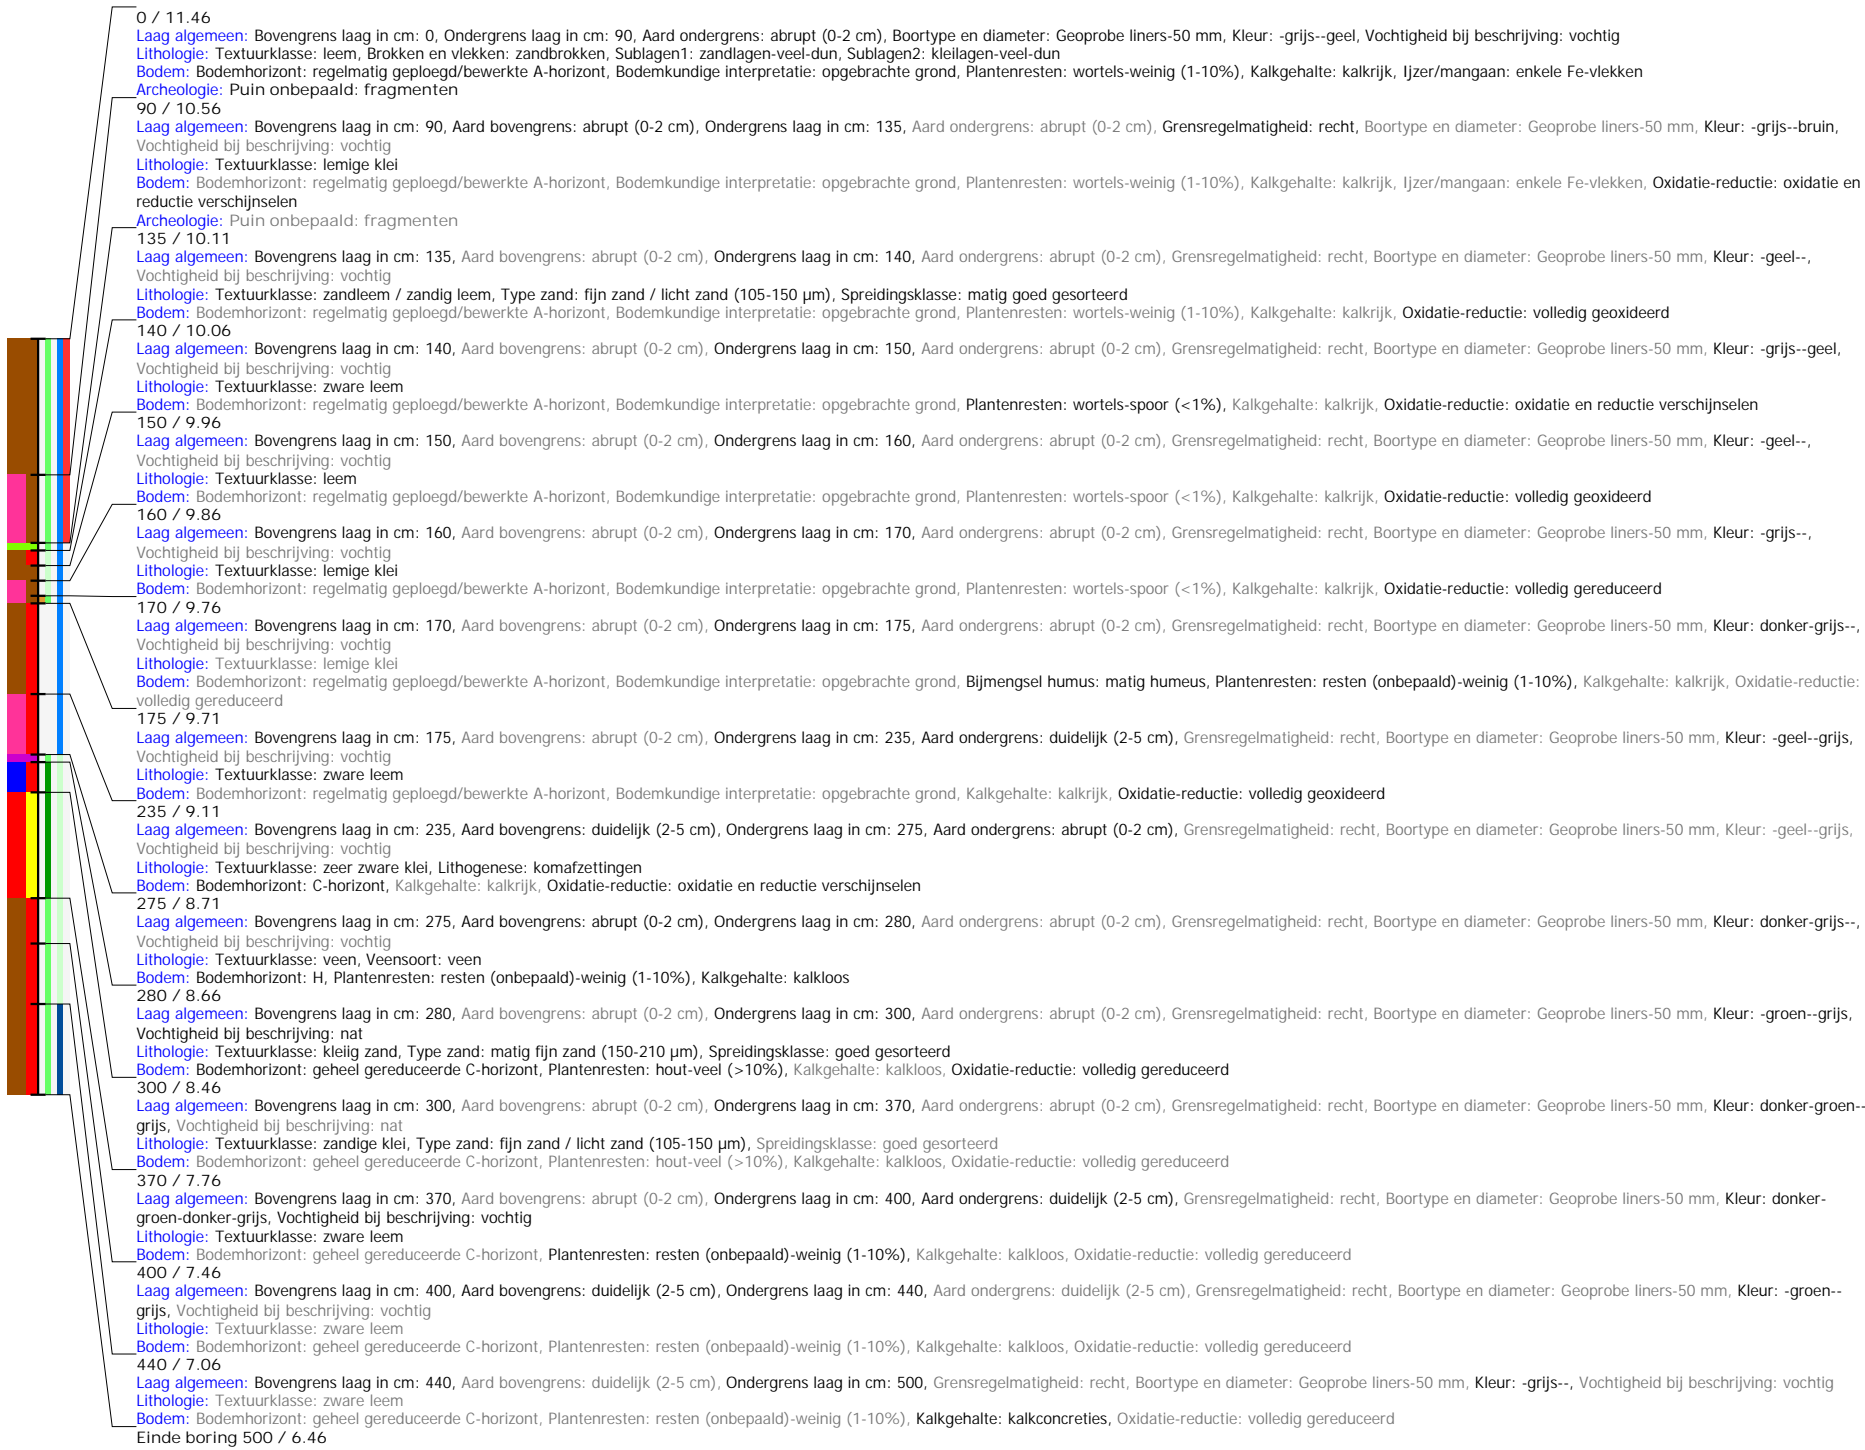 0 / 11.46
Laag algemeen: Bovengrens laag in cm: 0, Ondergrens laag in cm: 90, Aard ondergrens: abrupt (0-2 cm), Boortype en diameter: Geoprobe liners-50 mm, Kleur: -grijs--geel, Vochtigheid bij beschrijving: vochtig
Lithologie: Textuurklasse: leem, Brokken en vlekken: zandbrokken, Sublagen1: zandlagen-veel-dun, Sublagen2: kleilagen-veel-dun
Bodem: Bodemhorizont: regelmatig geploegd/bewerkte A-horizont, Bodemkundige interpretatie: opgebrachte grond, Plantenresten: wortels-weinig (1-10%), Kalkgehalte: kalkrijk, Ijzer/mangaan: enkele Fe-vlekken
Archeologie: Puin onbepaald: fragmenten
90 / 10.56
Laag algemeen: Bovengrens laag in cm: 90, Aard bovengrens: abrupt (0-2 cm), Ondergrens laag in cm: 135, Aard ondergrens: abrupt (0-2 cm), Grensregelmatigheid: recht, Boortype en diameter: Geoprobe liners-50 mm, Kleur: -grijs--bruin,
Vochtigheid bij beschrijving: vochtig
Lithologie: Textuurklasse: lemige klei
Bodem: Bodemhorizont: regelmatig geploegd/bewerkte A-horizont, Bodemkundige interpretatie: opgebrachte grond, Plantenresten: wortels-weinig (1-10%), Kalkgehalte: kalkrijk, Ijzer/mangaan: enkele Fe-vlekken, Oxidatie-reductie: oxidatie en
reductie verschijnselen
Archeologie: Puin onbepaald: fragmenten
135 / 10.11
Laag algemeen: Bovengrens laag in cm: 135, Aard bovengrens: abrupt (0-2 cm), Ondergrens laag in cm: 140, Aard ondergrens: abrupt (0-2 cm), Grensregelmatigheid: recht, Boortype en diameter: Geoprobe liners-50 mm, Kleur: -geel--,
Vochtigheid bij beschrijving: vochtig
Lithologie: Textuurklasse: zandleem / zandig leem, Type zand: fijn zand / licht zand (105-150 µm), Spreidingsklasse: matig goed gesorteerd
Bodem: Bodemhorizont: regelmatig geploegd/bewerkte A-horizont, Bodemkundige interpretatie: opgebrachte grond, Plantenresten: wortels-weinig (1-10%), Kalkgehalte: kalkrijk, Oxidatie-reductie: volledig geoxideerd
140 / 10.06
Laag algemeen: Bovengrens laag in cm: 140, Aard bovengrens: abrupt (0-2 cm), Ondergrens laag in cm: 150, Aard ondergrens: abrupt (0-2 cm), Grensregelmatigheid: recht, Boortype en diameter: Geoprobe liners-50 mm, Kleur: -grijs--geel,
Vochtigheid bij beschrijving: vochtig
Lithologie: Textuurklasse: zware leem
Bodem: Bodemhorizont: regelmatig geploegd/bewerkte A-horizont, Bodemkundige interpretatie: opgebrachte grond, Plantenresten: wortels-spoor (<1%), Kalkgehalte: kalkrijk, Oxidatie-reductie: oxidatie en reductie verschijnselen
150 / 9.96
Laag algemeen: Bovengrens laag in cm: 150, Aard bovengrens: abrupt (0-2 cm), Ondergrens laag in cm: 160, Aard ondergrens: abrupt (0-2 cm), Grensregelmatigheid: recht, Boortype en diameter: Geoprobe liners-50 mm, Kleur: -geel--,
Vochtigheid bij beschrijving: vochtig
Lithologie: Textuurklasse: leem
Bodem: Bodemhorizont: regelmatig geploegd/bewerkte A-horizont, Bodemkundige interpretatie: opgebrachte grond, Plantenresten: wortels-spoor (<1%), Kalkgehalte: kalkrijk, Oxidatie-reductie: volledig geoxideerd
160 / 9.86
Laag algemeen: Bovengrens laag in cm: 160, Aard bovengrens: abrupt (0-2 cm), Ondergrens laag in cm: 170, Aard ondergrens: abrupt (0-2 cm), Grensregelmatigheid: recht, Boortype en diameter: Geoprobe liners-50 mm, Kleur: -grijs--,
Vochtigheid bij beschrijving: vochtig
Lithologie: Textuurklasse: lemige klei
Bodem: Bodemhorizont: regelmatig geploegd/bewerkte A-horizont, Bodemkundige interpretatie: opgebrachte grond, Plantenresten: wortels-spoor (<1%), Kalkgehalte: kalkrijk, Oxidatie-reductie: volledig gereduceerd
170 / 9.76
Laag algemeen: Bovengrens laag in cm: 170, Aard bovengrens: abrupt (0-2 cm), Ondergrens laag in cm: 175, Aard ondergrens: abrupt (0-2 cm), Grensregelmatigheid: recht, Boortype en diameter: Geoprobe liners-50 mm, Kleur: donker-grijs--,
Vochtigheid bij beschrijving: vochtig
Lithologie: Textuurklasse: lemige klei
Bodem: Bodemhorizont: regelmatig geploegd/bewerkte A-horizont, Bodemkundige interpretatie: opgebrachte grond, Bijmengsel humus: matig humeus, Plantenresten: resten (onbepaald)-weinig (1-10%), Kalkgehalte: kalkrijk, Oxidatie-reductie:
volledig gereduceerd
175 / 9.71
Laag algemeen: Bovengrens laag in cm: 175, Aard bovengrens: abrupt (0-2 cm), Ondergrens laag in cm: 235, Aard ondergrens: duidelijk (2-5 cm), Grensregelmatigheid: recht, Boortype en diameter: Geoprobe liners-50 mm, Kleur: -geel--grijs,
Vochtigheid bij beschrijving: vochtig
Lithologie: Textuurklasse: zware leem
Bodem: Bodemhorizont: regelmatig geploegd/bewerkte A-horizont, Bodemkundige interpretatie: opgebrachte grond, Kalkgehalte: kalkrijk, Oxidatie-reductie: volledig geoxideerd
235 / 9.11
Laag algemeen: Bovengrens laag in cm: 235, Aard bovengrens: duidelijk (2-5 cm), Ondergrens laag in cm: 275, Aard ondergrens: abrupt (0-2 cm), Grensregelmatigheid: recht, Boortype en diameter: Geoprobe liners-50 mm, Kleur: -geel--grijs,
Vochtigheid bij beschrijving: vochtig
Lithologie: Textuurklasse: zeer zware klei, Lithogenese: komafzettingen
Bodem: Bodemhorizont: C-horizont, Kalkgehalte: kalkrijk, Oxidatie-reductie: oxidatie en reductie verschijnselen
275 / 8.71
Laag algemeen: Bovengrens laag in cm: 275, Aard bovengrens: abrupt (0-2 cm), Ondergrens laag in cm: 280, Aard ondergrens: abrupt (0-2 cm), Grensregelmatigheid: recht, Boortype en diameter: Geoprobe liners-50 mm, Kleur: donker-grijs--,
Vochtigheid bij beschrijving: vochtig
Lithologie: Textuurklasse: veen, Veensoort: veen
Bodem: Bodemhorizont: H, Plantenresten: resten (onbepaald)-weinig (1-10%), Kalkgehalte: kalkloos
280 / 8.66
Laag algemeen: Bovengrens laag in cm: 280, Aard bovengrens: abrupt (0-2 cm), Ondergrens laag in cm: 300, Aard ondergrens: abrupt (0-2 cm), Grensregelmatigheid: recht, Boortype en diameter: Geoprobe liners-50 mm, Kleur: -groen--grijs,
Vochtigheid bij beschrijving: nat
Lithologie: Textuurklasse: kleiig zand, Type zand: matig fijn zand (150-210 µm), Spreidingsklasse: goed gesorteerd
Bodem: Bodemhorizont: geheel gereduceerde C-horizont, Plantenresten: hout-veel (>10%), Kalkgehalte: kalkloos, Oxidatie-reductie: volledig gereduceerd
300 / 8.46
Laag algemeen: Bovengrens laag in cm: 300, Aard bovengrens: abrupt (0-2 cm), Ondergrens laag in cm: 370, Aard ondergrens: abrupt (0-2 cm), Grensregelmatigheid: recht, Boortype en diameter: Geoprobe liners-50 mm, Kleur: donker-groen--
grijs, Vochtigheid bij beschrijving: nat
Lithologie: Textuurklasse: zandige klei, Type zand: fijn zand / licht zand (105-150 µm), Spreidingsklasse: goed gesorteerd
Bodem: Bodemhorizont: geheel gereduceerde C-horizont, Plantenresten: hout-veel (>10%), Kalkgehalte: kalkloos, Oxidatie-reductie: volledig gereduceerd
370 / 7.76
Laag algemeen: Bovengrens laag in cm: 370, Aard bovengrens: abrupt (0-2 cm), Ondergrens laag in cm: 400, Aard ondergrens: duidelijk (2-5 cm), Grensregelmatigheid: recht, Boortype en diameter: Geoprobe liners-50 mm, Kleur: donker-
groen-donker-grijs, Vochtigheid bij beschrijving: vochtig
Lithologie: Textuurklasse: zware leem
Bodem: Bodemhorizont: geheel gereduceerde C-horizont, Plantenresten: resten (onbepaald)-weinig (1-10%), Kalkgehalte: kalkloos, Oxidatie-reductie: volledig gereduceerd
400 / 7.46
Laag algemeen: Bovengrens laag in cm: 400, Aard bovengrens: duidelijk (2-5 cm), Ondergrens laag in cm: 440, Aard ondergrens: duidelijk (2-5 cm), Grensregelmatigheid: recht, Boortype en diameter: Geoprobe liners-50 mm, Kleur: -groen--
grijs, Vochtigheid bij beschrijving: vochtig
Lithologie: Textuurklasse: zware leem
Bodem: Bodemhorizont: geheel gereduceerde C-horizont, Plantenresten: resten (onbepaald)-weinig (1-10%), Kalkgehalte: kalkloos, Oxidatie-reductie: volledig gereduceerd
440 / 7.06
Laag algemeen: Bovengrens laag in cm: 440, Aard bovengrens: duidelijk (2-5 cm), Ondergrens laag in cm: 500, Grensregelmatigheid: recht, Boortype en diameter: Geoprobe liners-50 mm, Kleur: -grijs--, Vochtigheid bij beschrijving: vochtig
Lithologie: Textuurklasse: zware leem
Bodem: Bodemhorizont: geheel gereduceerde C-horizont, Plantenresten: resten (onbepaald)-weinig (1-10%), Kalkgehalte: kalkconcreties, Oxidatie-reductie: volledig gereduceerd
Einde boring 500 / 6.46